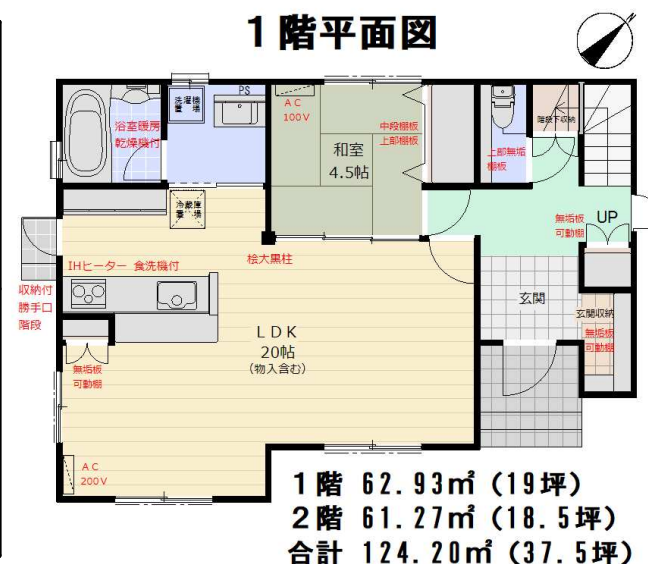 1階平面図
PS
洗濯機
置場
AC
100V
浴室暖房
乾燥機付
和室
4.5帖
中段棚板
上部棚板
階段下収納
上部無垢
棚板
冷蔵庫
置場
無垢板
可動棚
UP
IHヒーター 食洗機付
桧大黒柱
収納付
勝手口
階段
玄関
玄関収納
無垢板
可動棚
LDK
20帖
(物入含む)
無垢板
可動棚
AC
200V
1階 62.93㎡(19坪)
2階 61.27㎡(18.5坪)
合計 124.20㎡(37.5坪)